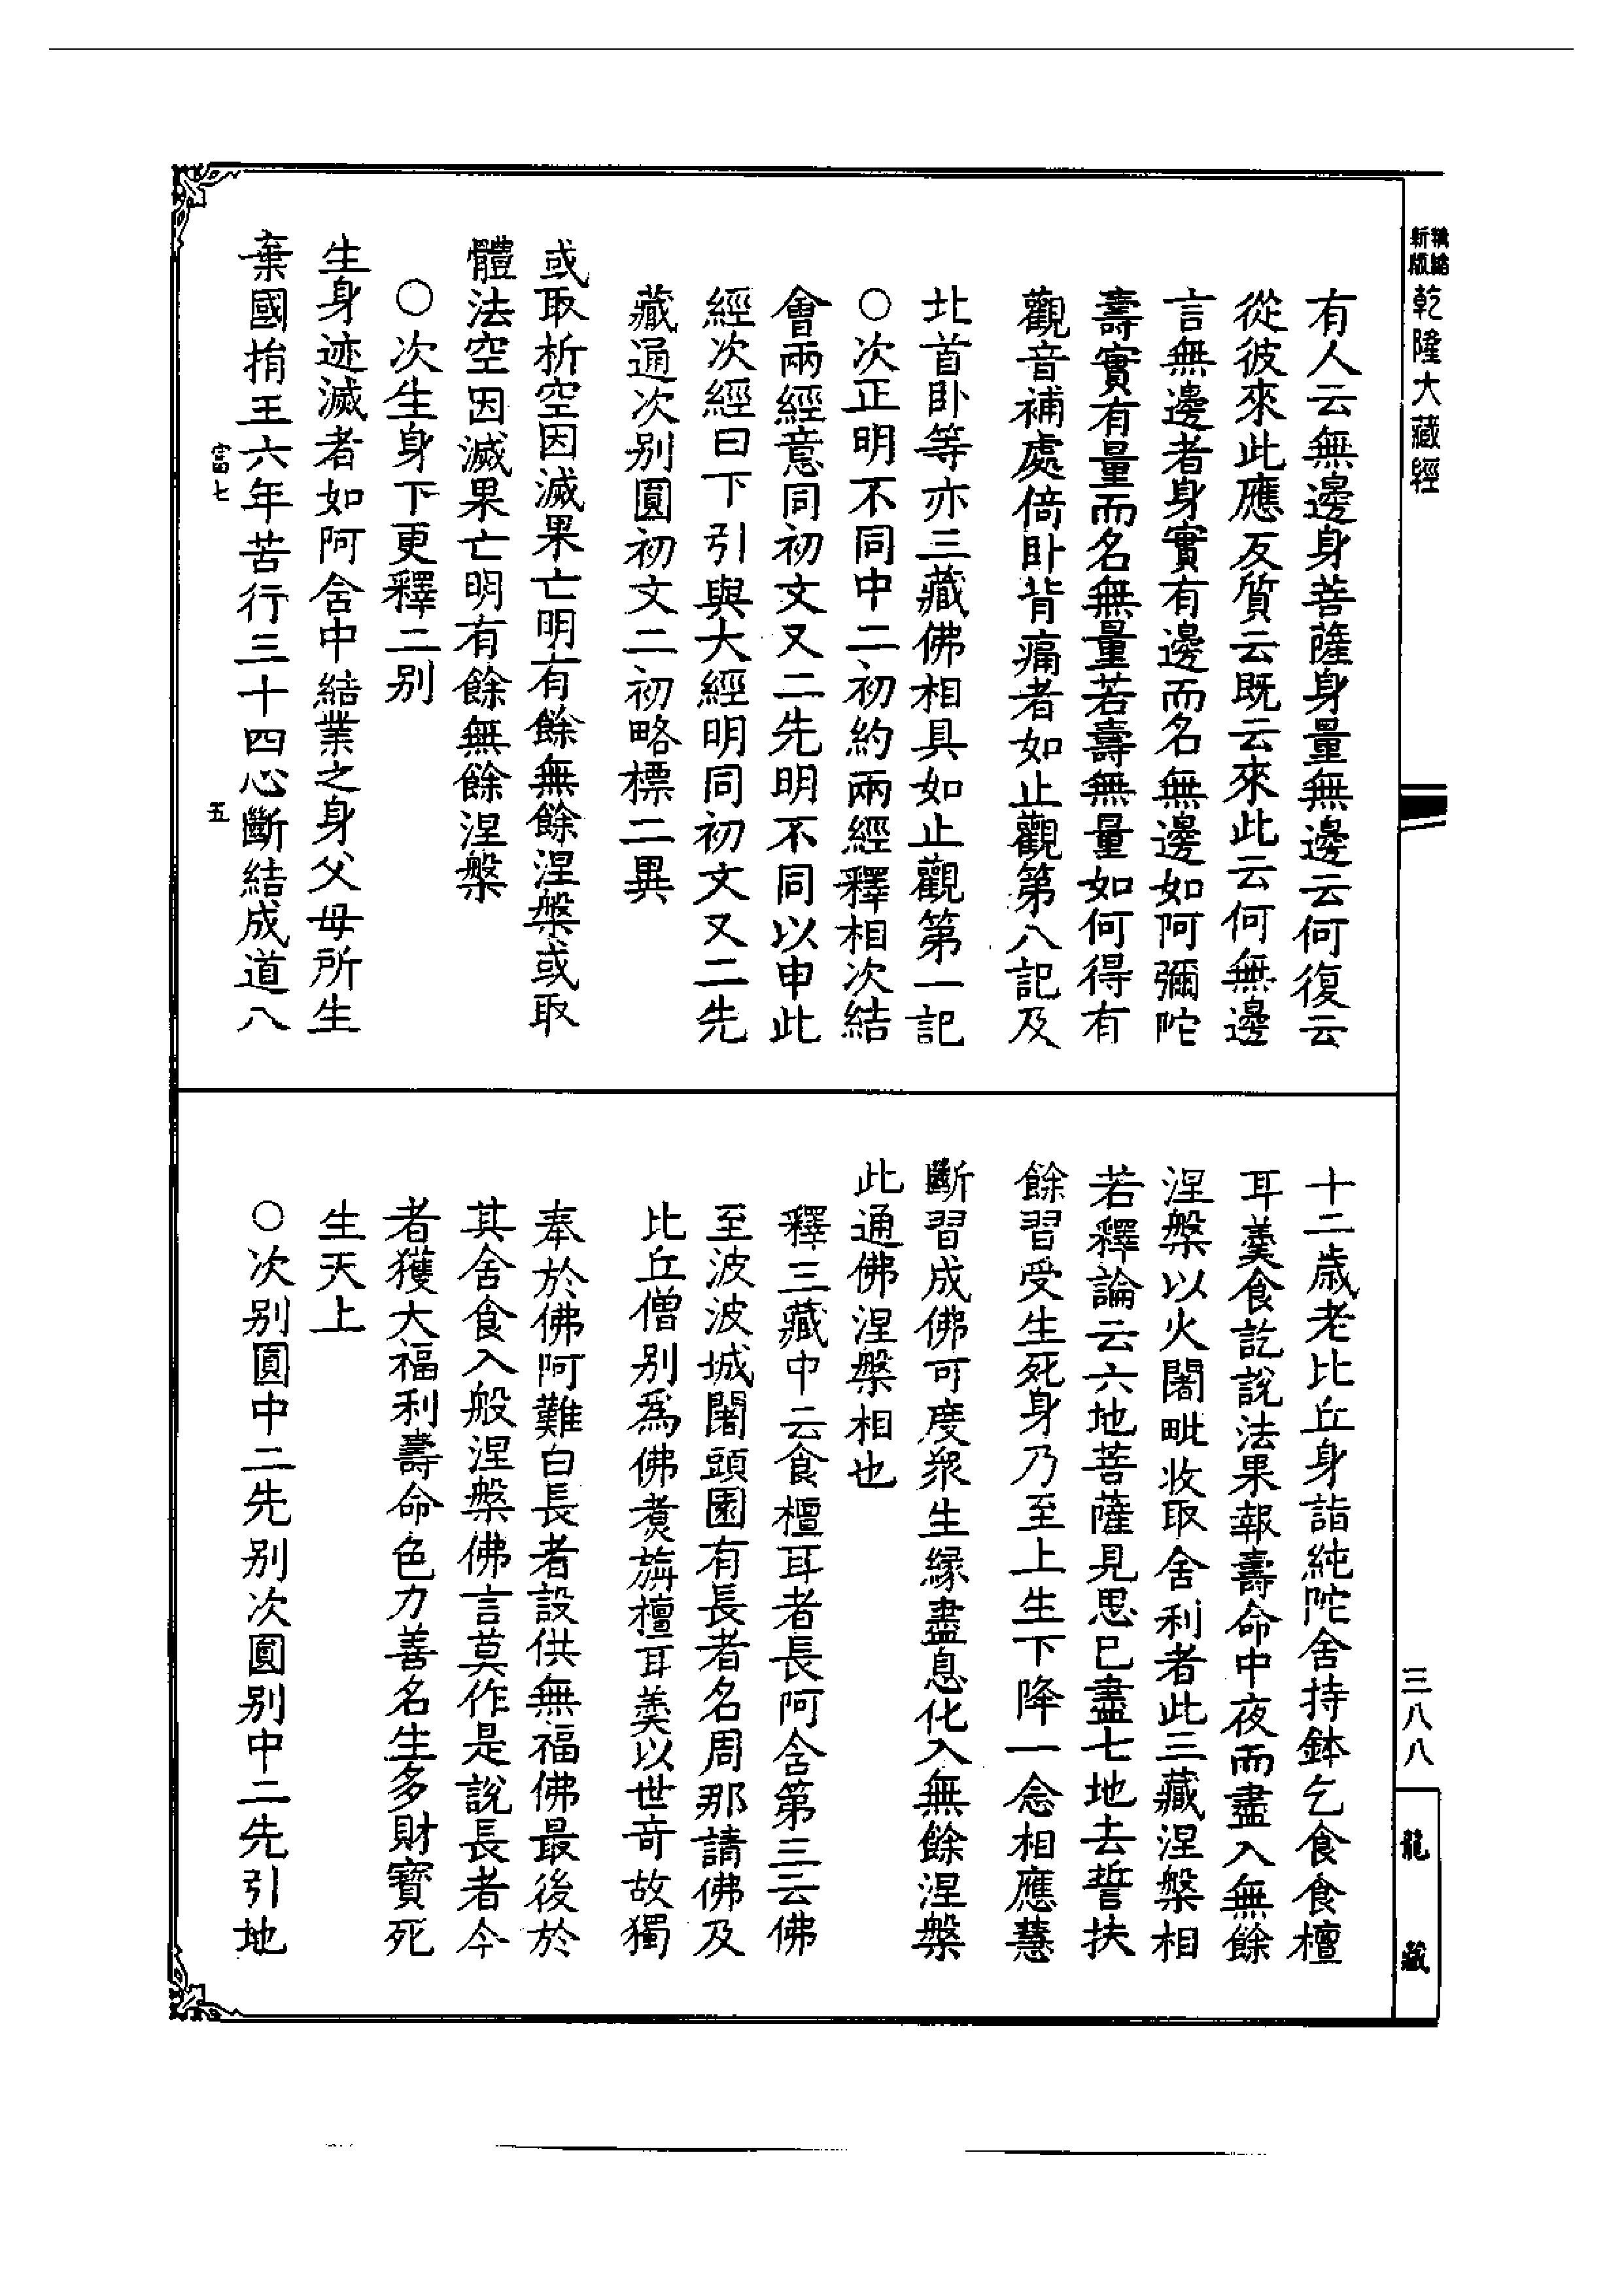 精縮
新版
乾隆大藏經
有人云無邊身菩薩身量無邊云何復云
從彼來此應反質云既云來此云何無邊
言無邊者身實有邊而名無邊如阿彌陀
壽實有量而名無量若壽無量如何得有
觀音補處倚卧背痛者如止觀第八記及
北首卧等亦三藏佛相具如止觀第一記
○次正明不同中二初約兩經釋相次結
會兩經意同初文又二先明不同以申此
經次經曰下引與大經明同初文又二先
藏通次别圓初文二初略標二異
或取析空因滅果亡明有餘無餘涅槃或取
體法空因滅果亡明有餘無餘涅槃
○次生身下更釋二别
生身迹滅者如阿含中結業之身父母所生
棄國捐王六年苦行三十四心斷結成道八
富七
五
十二歲老比丘身詣純陀舍持鉢乞食食檀
耳羹食訖說法果報壽命中夜而盡入無餘
涅槃以火闍毗收取舍利者此三藏涅槃相
若釋論云六地菩薩見思已盡七地去誓扶
餘習受生死身乃至上生下降一念相應慧
斷習成佛可度衆生緣盡息化入無餘涅槃
此通佛涅槃相也
釋三藏中云食檀耳者長阿含第三云佛
至波波城闍頭園有長者名周那請佛及
比丘僧别爲佛煑旃檀耳羹以世奇故獨
奉於佛阿難白長者設供無福佛最後於
其舍食入般涅槃佛言莫作是說長者今
者獲大福利壽命色力善名生多財寶死
生天上
○次别圓中二先别次圓别中二先引地
三八八
龍藏